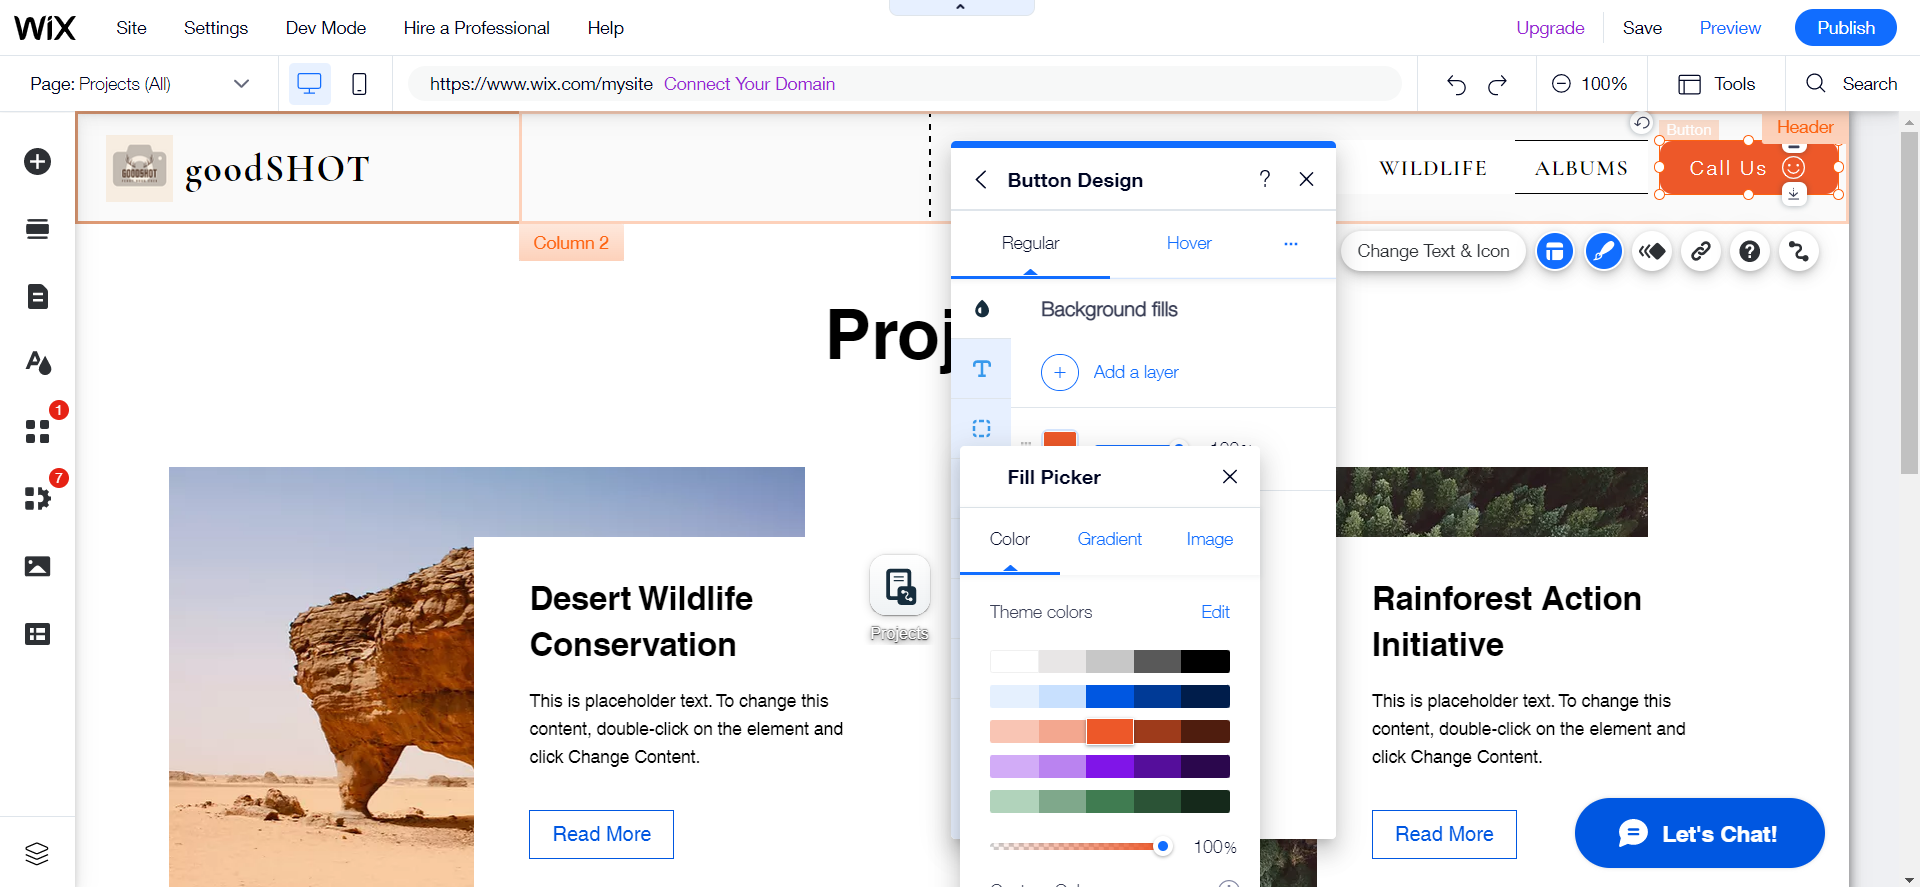 WiX
Site
Settings
Dev Mode
Hire a Professional
Help
Upgrade
Save
Preview
Publish
Page: Projects (All)
https://www.wix.com/mysite
Connect Your Domain
100%
Tools
Search
goodSHOT
GOODSHOT
WILDLIFE
ALBUMS
Button
Header
Call Us
Column 2
Button Design
?
Regular
Hover
Change Text & Icon
Background fills
Add a layer
100%
1
7
Proj
Fill Picker
Color
Gradient
Image
Theme colors
Edit
100%
Desert Wildlife
Conservation
This is placeholder text. To change this
content, double-click on the element and
click Change Content.
Read More
Projects
Rainforest Action
Initiative
This is placeholder text. To change this
content, double-click on the element and
click Change Content.
Read More
Let's Chat!